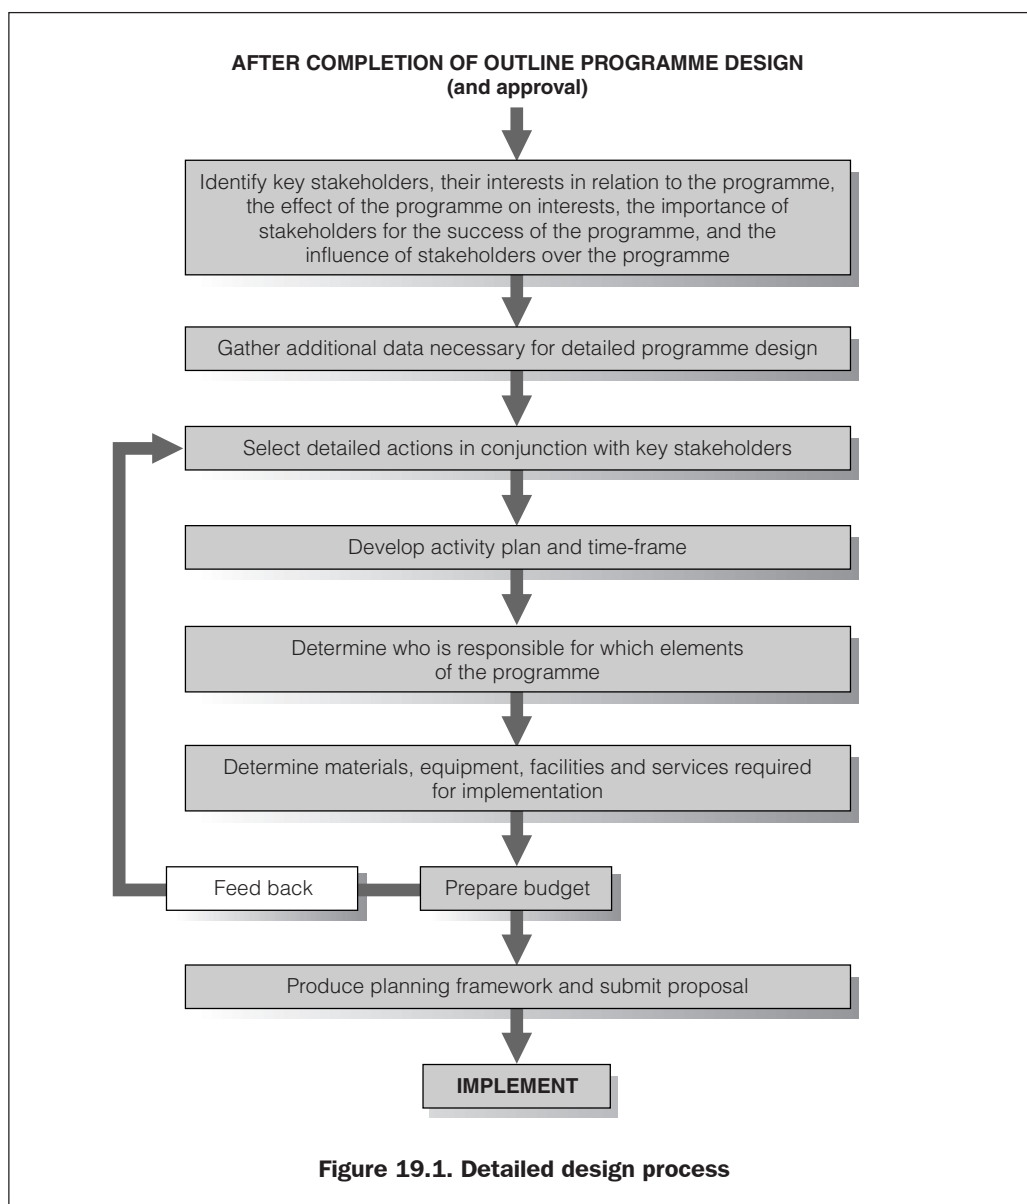 AFTER COMPLETION OF OUTLINE PROGRAMME DESIGN
(and approval)
Identify key stakeholders, their interests in relation to the programme,
the effect of the programme on interests, the importance of
stakeholders for the success of the programme, and the
influence of stakeholders over the programme
Gather additional data necessary for detailed programme design
Select detailed actions in conjunction with key stakeholders
Develop activity plan and time-frame
Determine who is responsible for which elements
of the programme
Determine materials, equipment, facilities and services required
for implementation
Feed back
Prepare budget
Produce planning framework and submit proposal
IMPLEMENT
Figure 19.1. Detailed design process